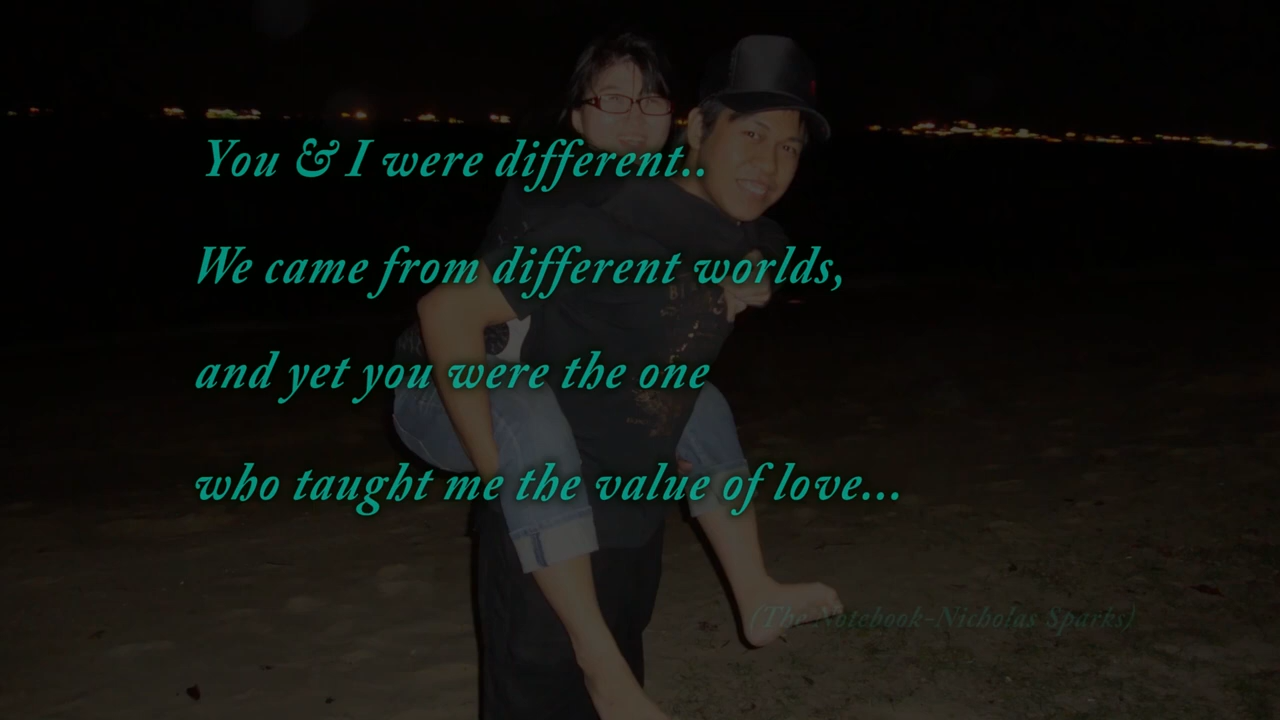 You & I were different..
We came from different worlds,
and yet you were the one
who taught me the value of love...
(The Notebook-Nicholas Sparks)